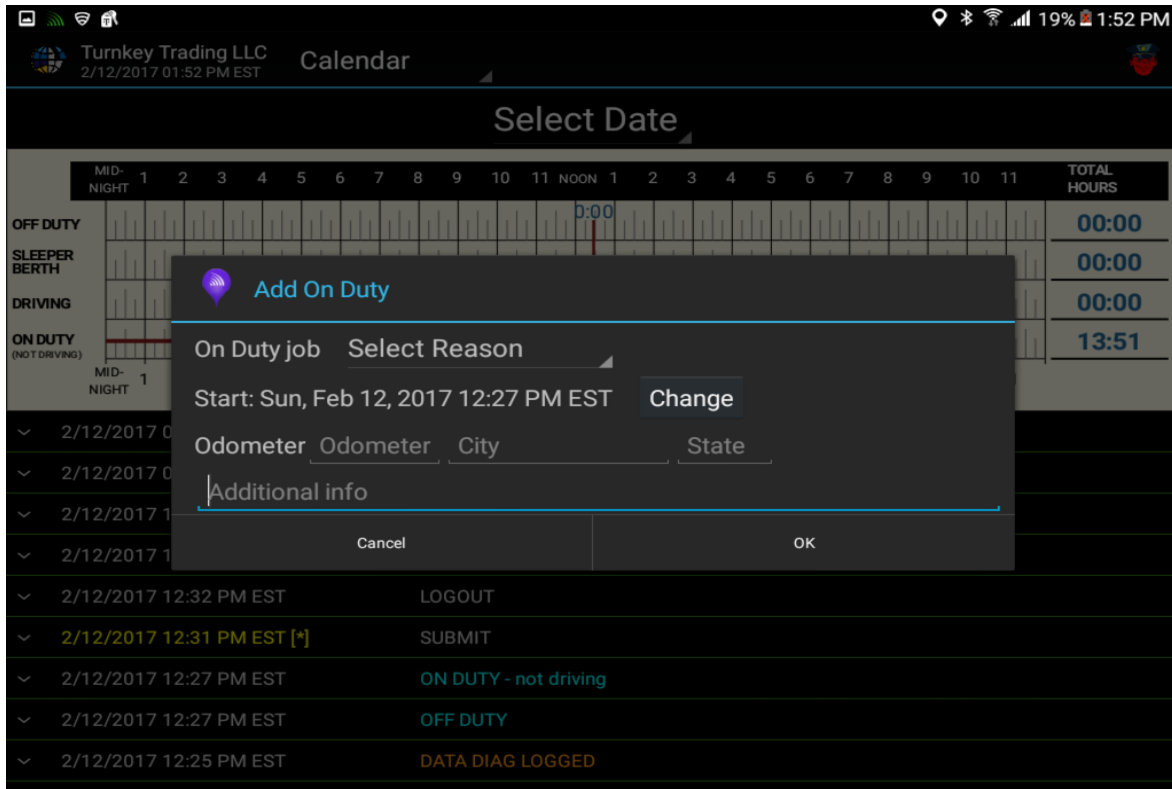 19% 1:52 PM
Turnkey Trading LLC
2/12/2017 01:52 PM EST
Calendar
Select Date
MID-NIGHT 1 2 3 4 5 6 7 8 9 10 11 NOON 1 2 3 4 5 6 7 8 9 10 11 TOTAL HOURS
0:00
OFF DUTY 00:00
SLEEPER BERTH 00:00
DRIVING 00:00
ON DUTY (NOT DRIVING) 13:51
MID-NIGHT 1
Add On Duty
On Duty job Select Reason
Start: Sun, Feb 12, 2017 12:27 PM EST Change
Odometer Odometer City State
Additional info
Cancel OK
2/12/2017 0
2/12/2017 0
2/12/2017 1
2/12/2017 1
2/12/2017 12:32 PM EST LOGOUT
2/12/2017 12:31 PM EST [*] SUBMIT
2/12/2017 12:27 PM EST ON DUTY - not driving
2/12/2017 12:27 PM EST OFF DUTY
2/12/2017 12:25 PM EST DATA DIAG LOGGED